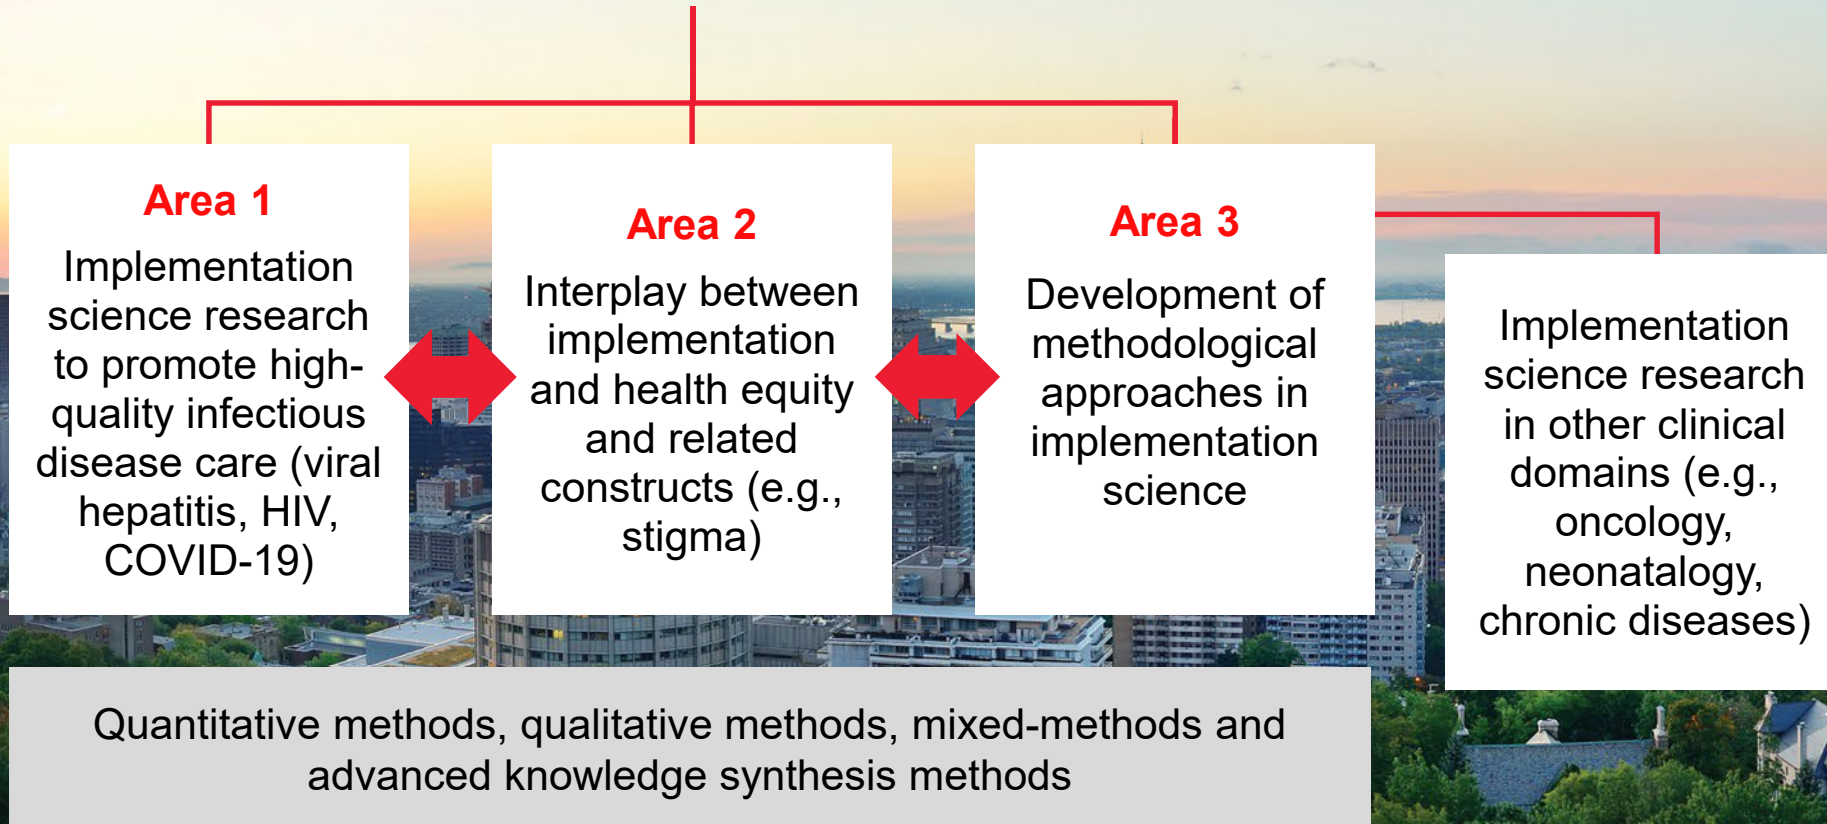 Area 1
Implementation
science research
to promote high-
quality infectious
disease care (viral
hepatitis, HIV,
COVID-19)
Area 2
Interplay between
implementation
and health equity
and related
constructs (e.g.,
stigma)
Area 3
Development of
methodological
approaches in
implementation
science
Implementation
science research
in other clinical
domains (e.g.,
oncology,
neonatalogy,
chronic diseases)
Quantitative methods, qualitative methods, mixed-methods and
advanced knowledge synthesis methods